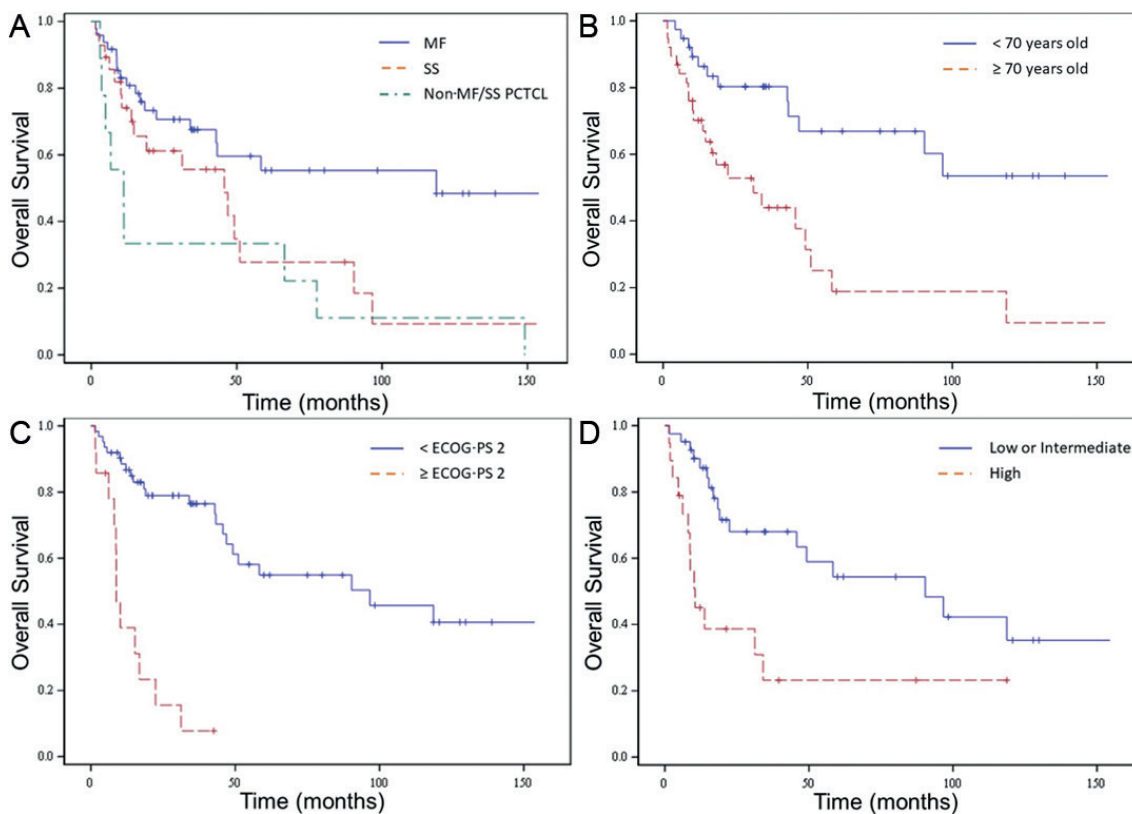 A
1.0
0.8
0.6
0.4
0.2
0.0
Overall Survival
MF
SS
Non-MF/SS PCTCL
0
50
100
150
Time (months)
B
1.0
0.8
0.6
0.4
0.2
0.0
Overall Survival
< 70 years old
≥ 70 years old
0
50
100
150
Time (months)
C
1.0
0.8
0.6
0.4
0.2
0.0
Overall Survival
< ECOG-PS 2
≥ ECOG-PS 2
0
50
100
150
Time (months)
D
1.0
0.8
0.6
0.4
0.2
0.0
Overall Survival
Low or Intermediate
High
0
50
100
150
Time (months)